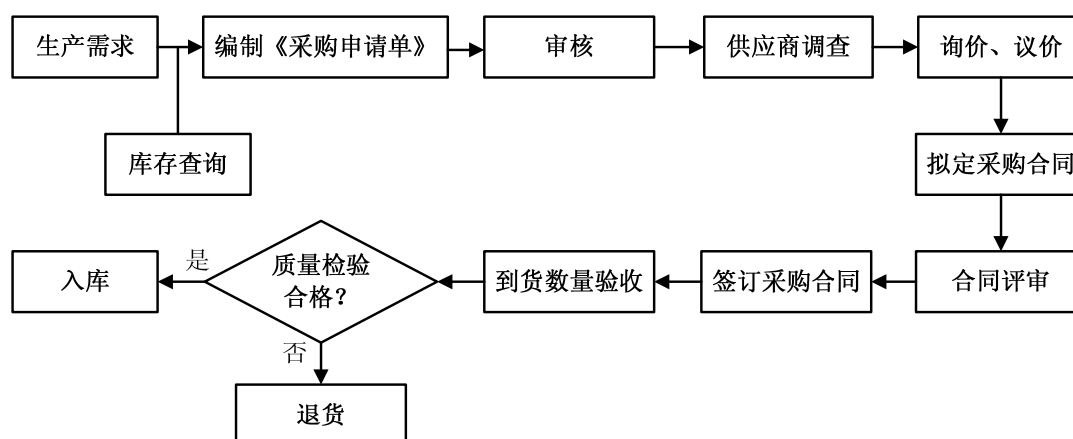 生产需求
编制《采购申请单》
审核
供应商调查
询价、议价
库存查询
拟定采购合同
入库
是
质量检验
合格？
到货数量验收
签订采购合同
合同评审
否
退货